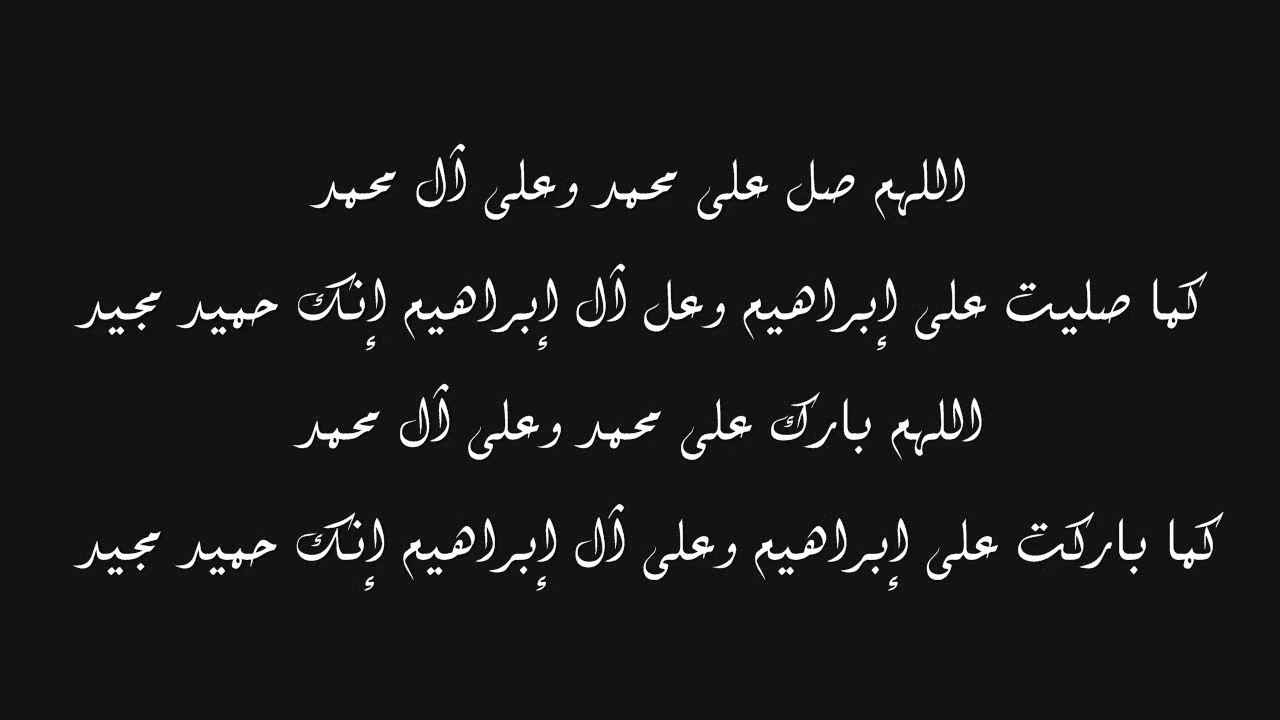 اللهم صل على محمد وعلى آل محمد
كما صليت على إبراهيم وعل آل إبراهيم إنك حميد مجيد
اللهم بارك على محمد وعلى آل محمد
كما باركت على إبراهيم وعلى آل إبراهيم إنك حميد مجيد